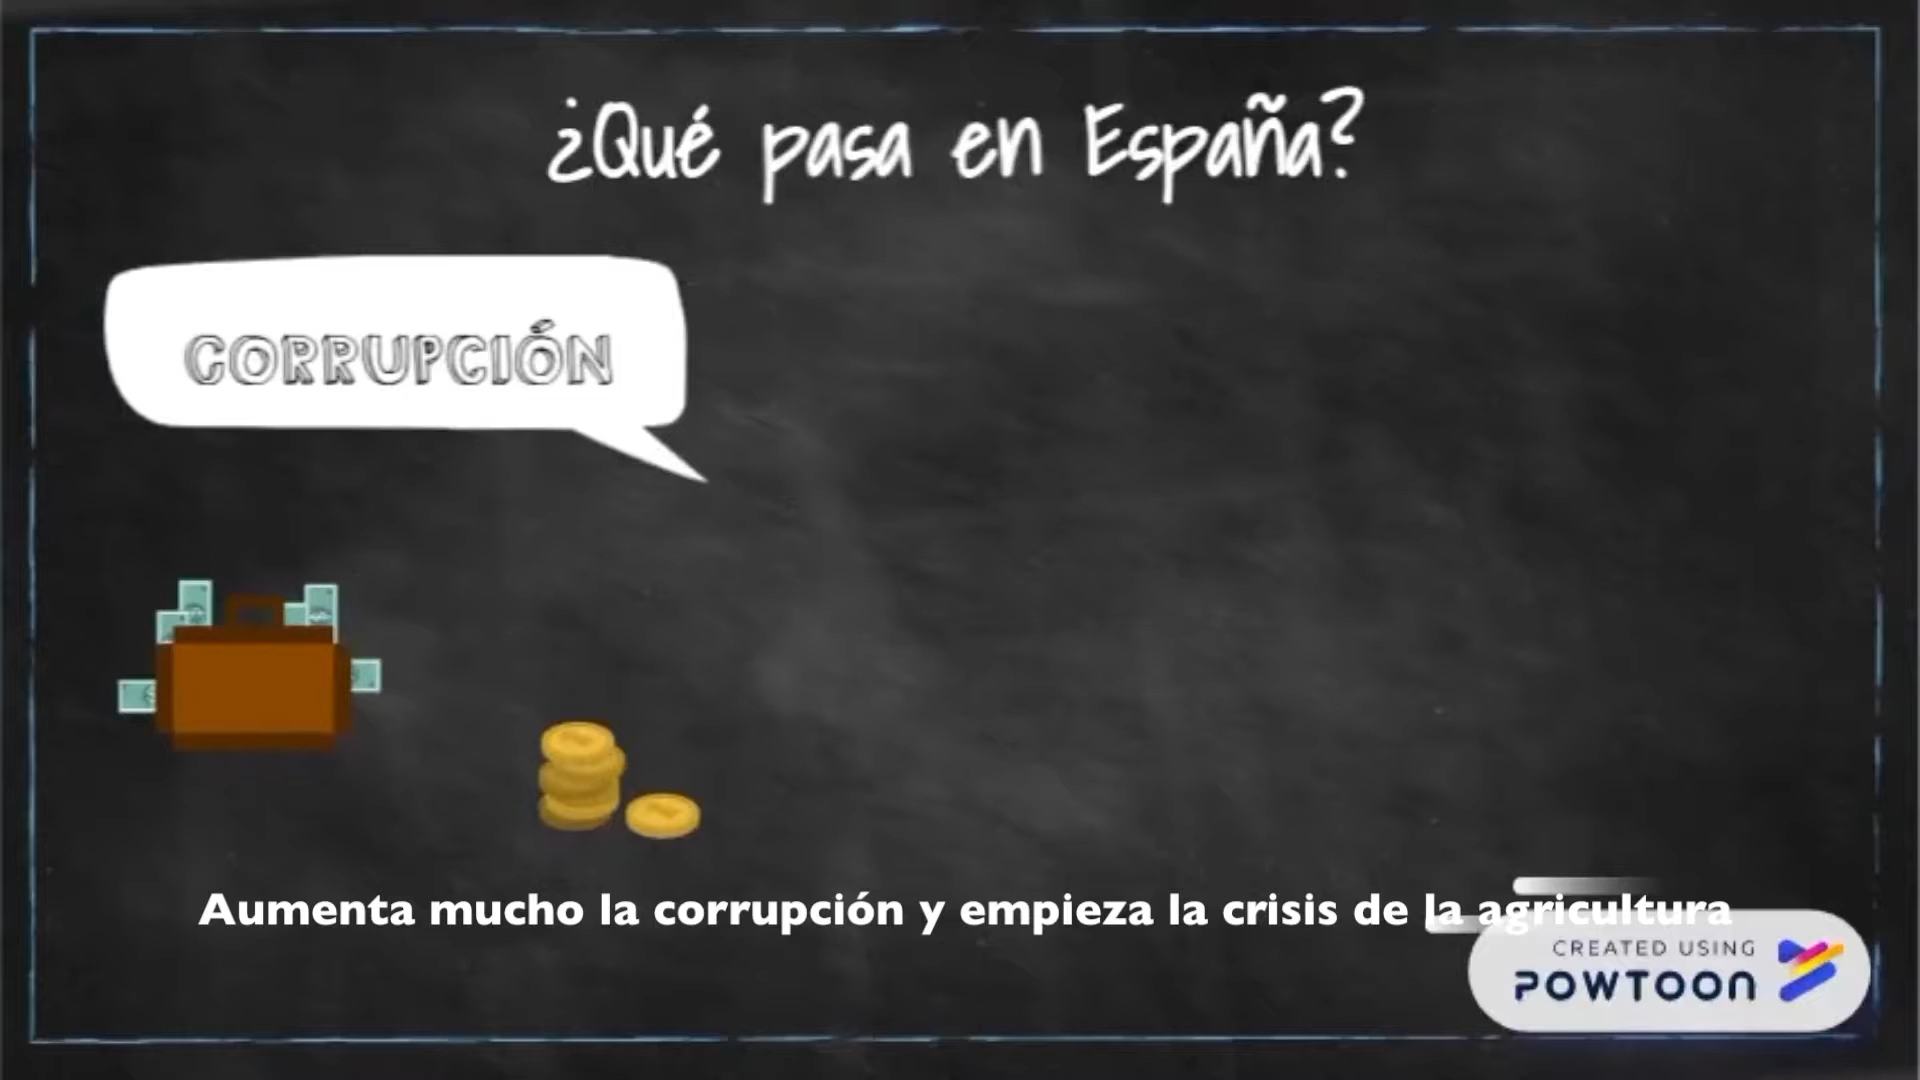 ¿Qué pasa en España?
CORRUPCIÓN
Aumenta mucho la corrupción y empieza la crisis de la agricultura
CREATED USING
POWTOON